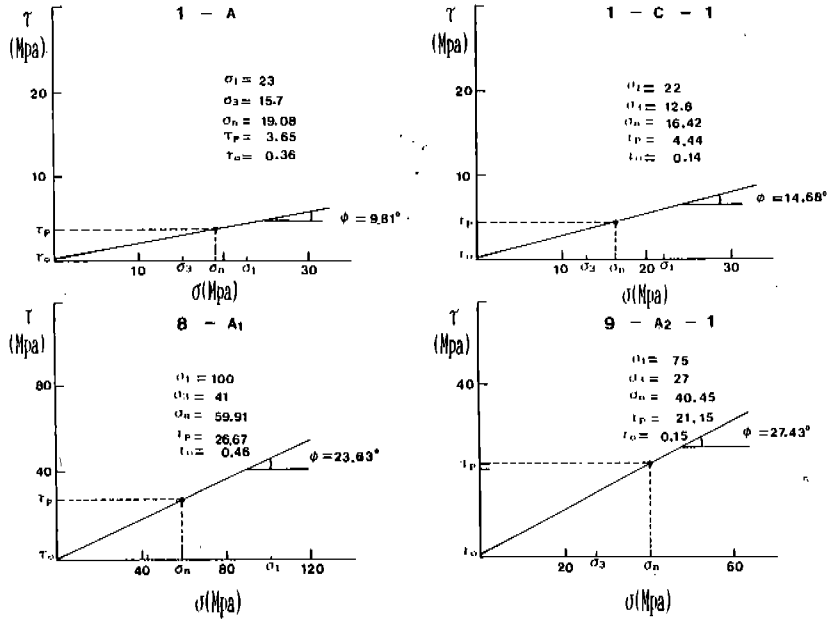 1 - A
τ
(Mpa)
σ₁= 23
σ₃= 15.7
σn= 19.08
τp= 3.65
τo= 0.36
20
10
τp
τo
ϕ = 9.81°
10
σ₃
σn
σ₁
30
σ(Mpa)
1 - C - 1
τ
(Mpa)
σ₁= 22
σ₃= 12.8
σn= 16.42
τp= 4.44
τo= 0.14
20
10
τp
τo
ϕ = 14.68°
10
σ₃
σn
20
σ₁
30
σ(Mpa)
8 - A₁
τ
(Mpa)
σ₁= 100
σ₃= 41
σn= 59.91
τp= 26.67
τo= 0.46
80
40
τp
τo
ϕ = 23.63°
40
σn
80
σ₁
120
σ(Mpa)
9 - A₂ - 1
τ
(Mpa)
σ₁= 75
σ₃= 27
σn= 40.45
τp= 21.15
τo= 0.15
40
τp
τo
ϕ = 27.43°
20
σ₃
σn
60
σ(Mpa)